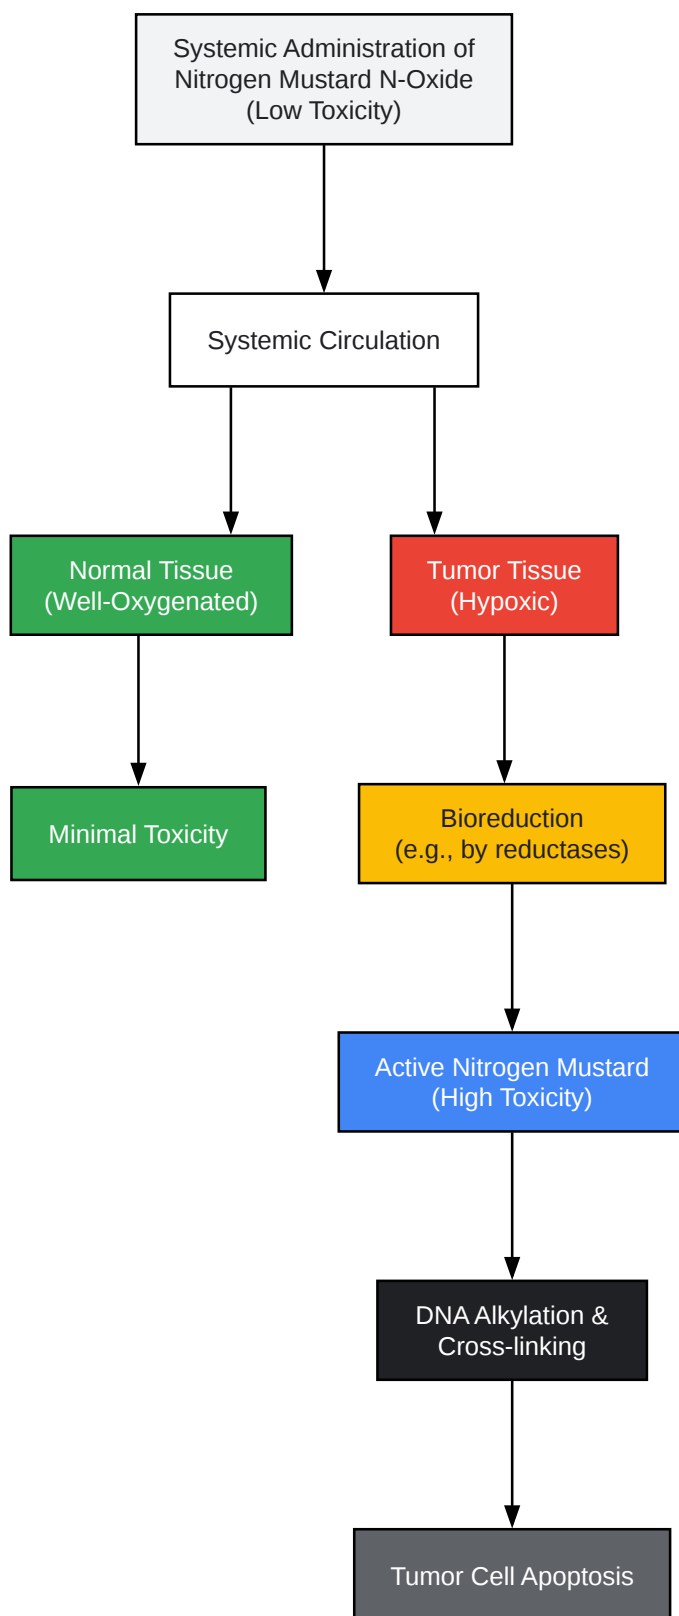 Systemic Administration of
Nitrogen Mustard N-Oxide
(Low Toxicity)
Systemic Circulation
Normal Tissue
(Well-Oxygenated)
Tumor Tissue
(Hypoxic)
Minimal Toxicity
Bioreduction
(e.g., by reductases)
Active Nitrogen Mustard
(High Toxicity)
DNA Alkylation &
Cross-linking
Tumor Cell Apoptosis